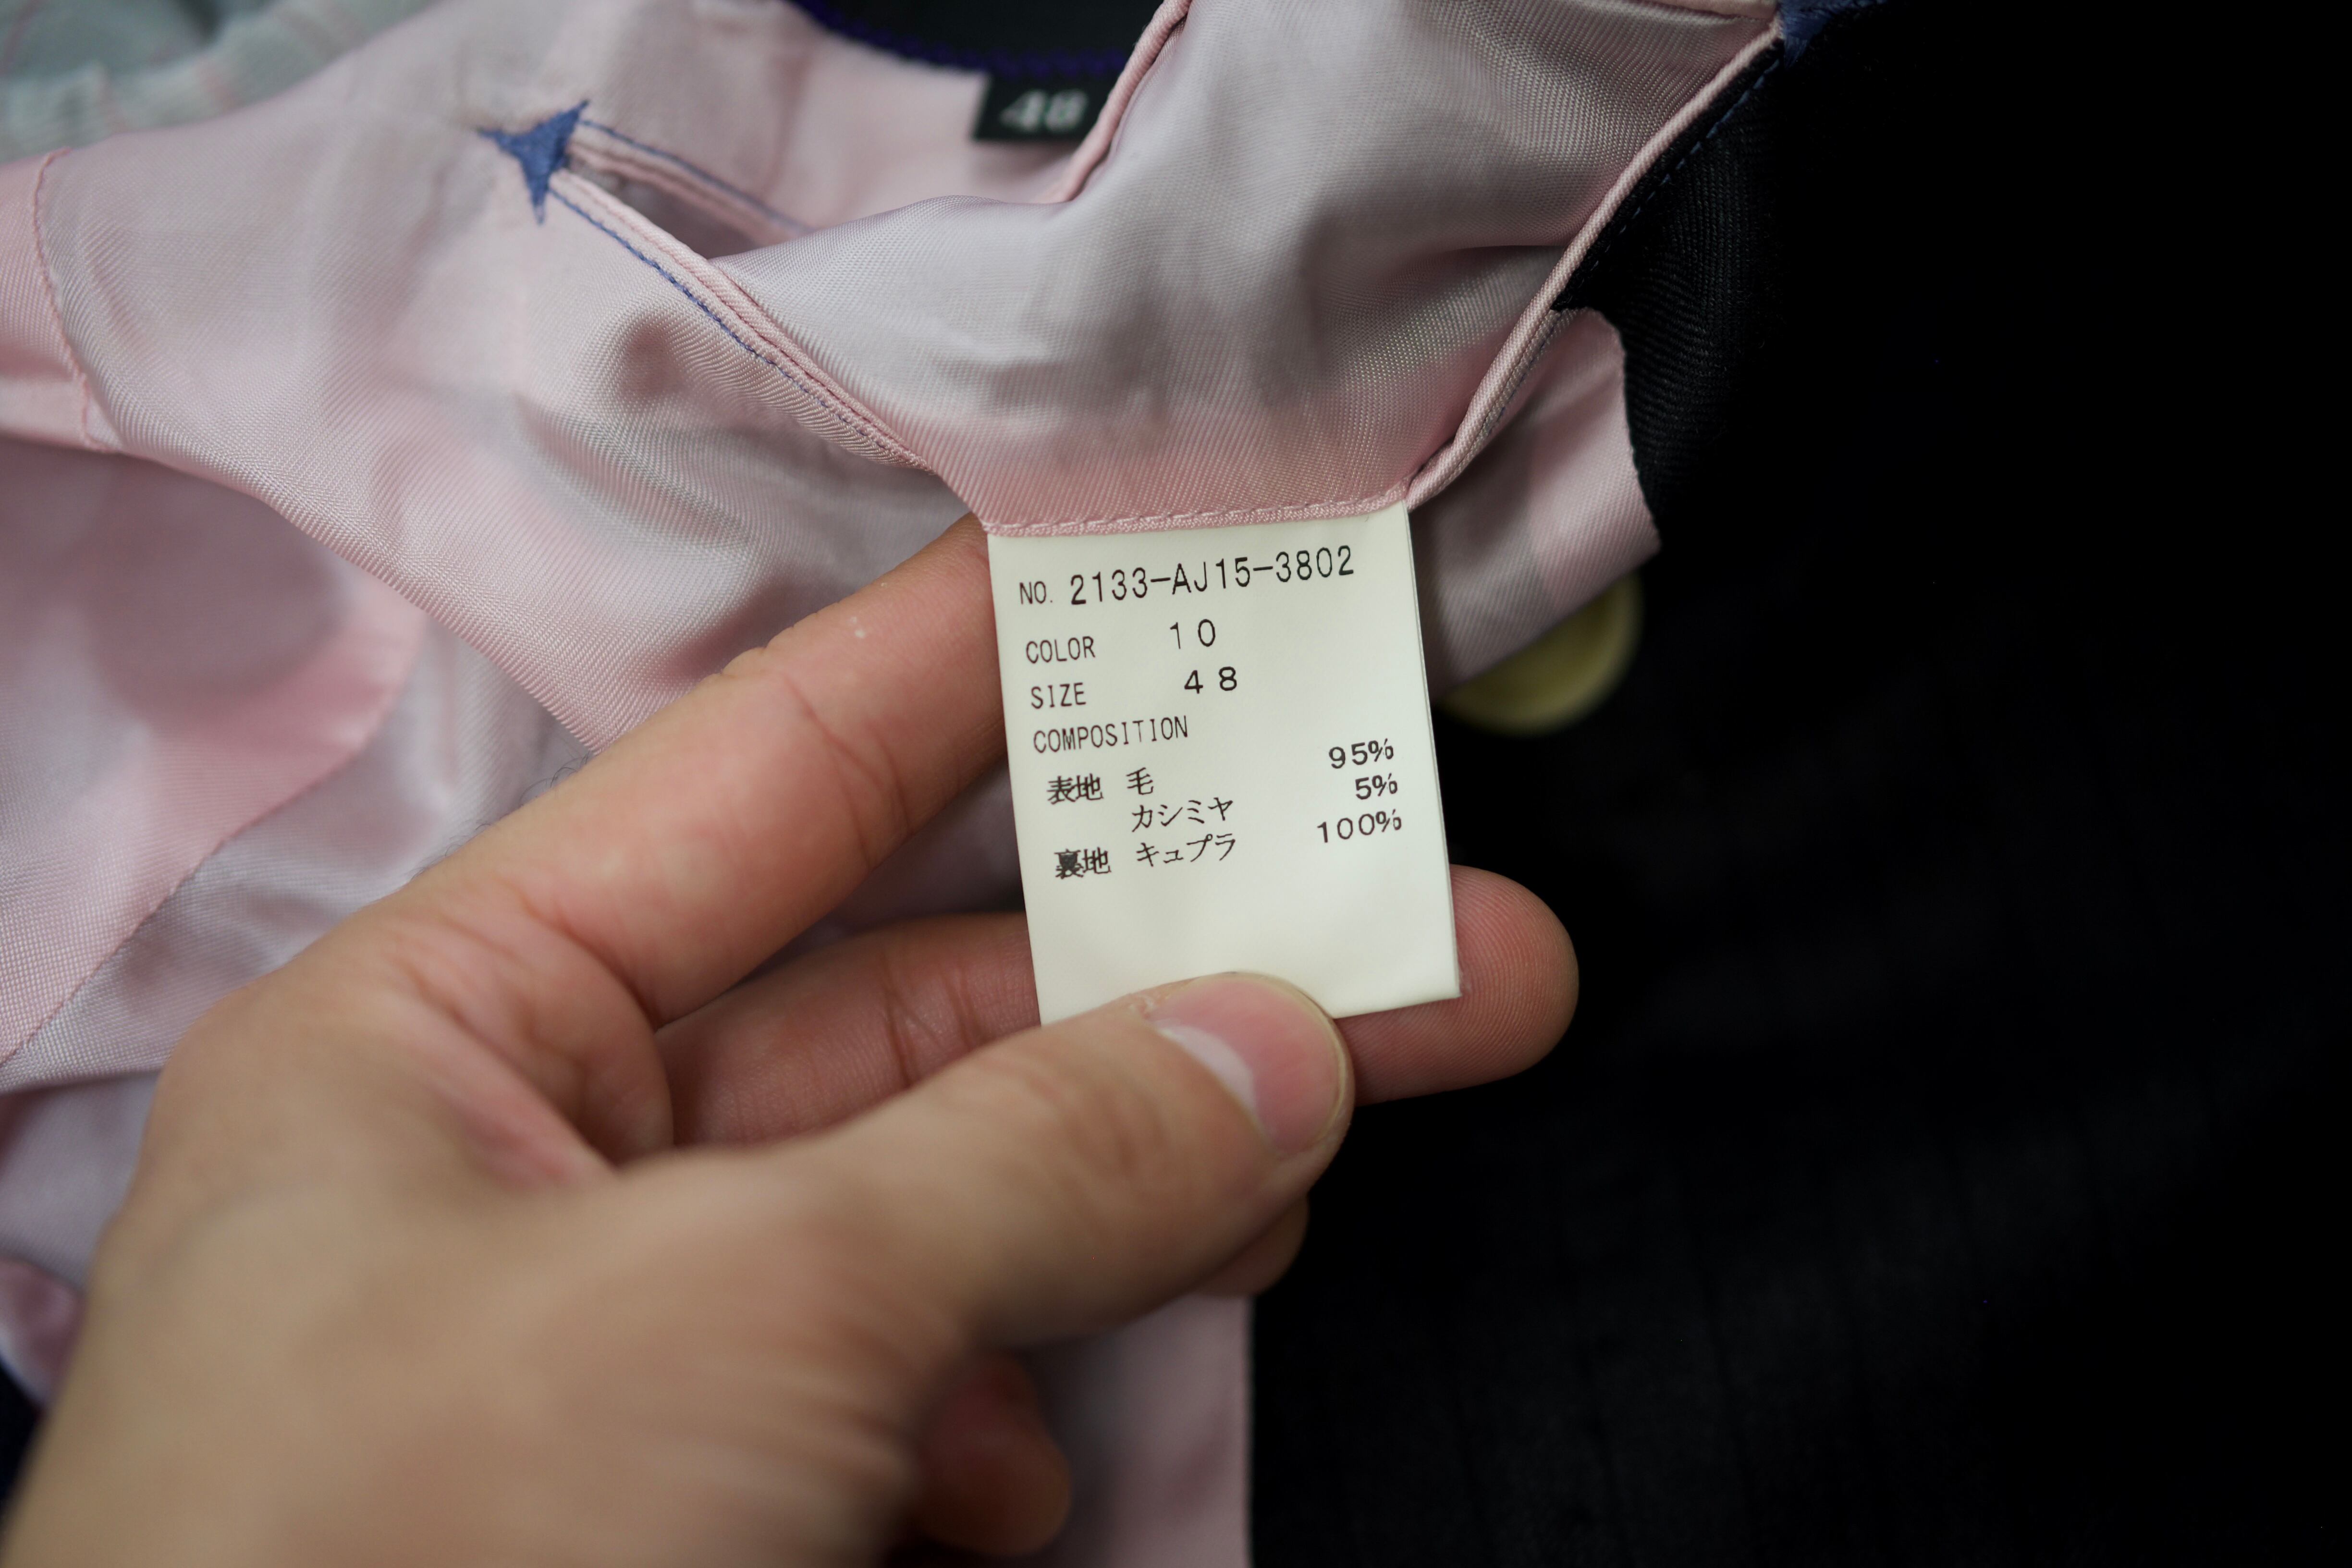 48
NO. 2133-AJ15-3802
COLOR 10
SIZE 48
COMPOSITION
表地 毛 95%
カシミヤ 5%
裏地 キュプラ 100%